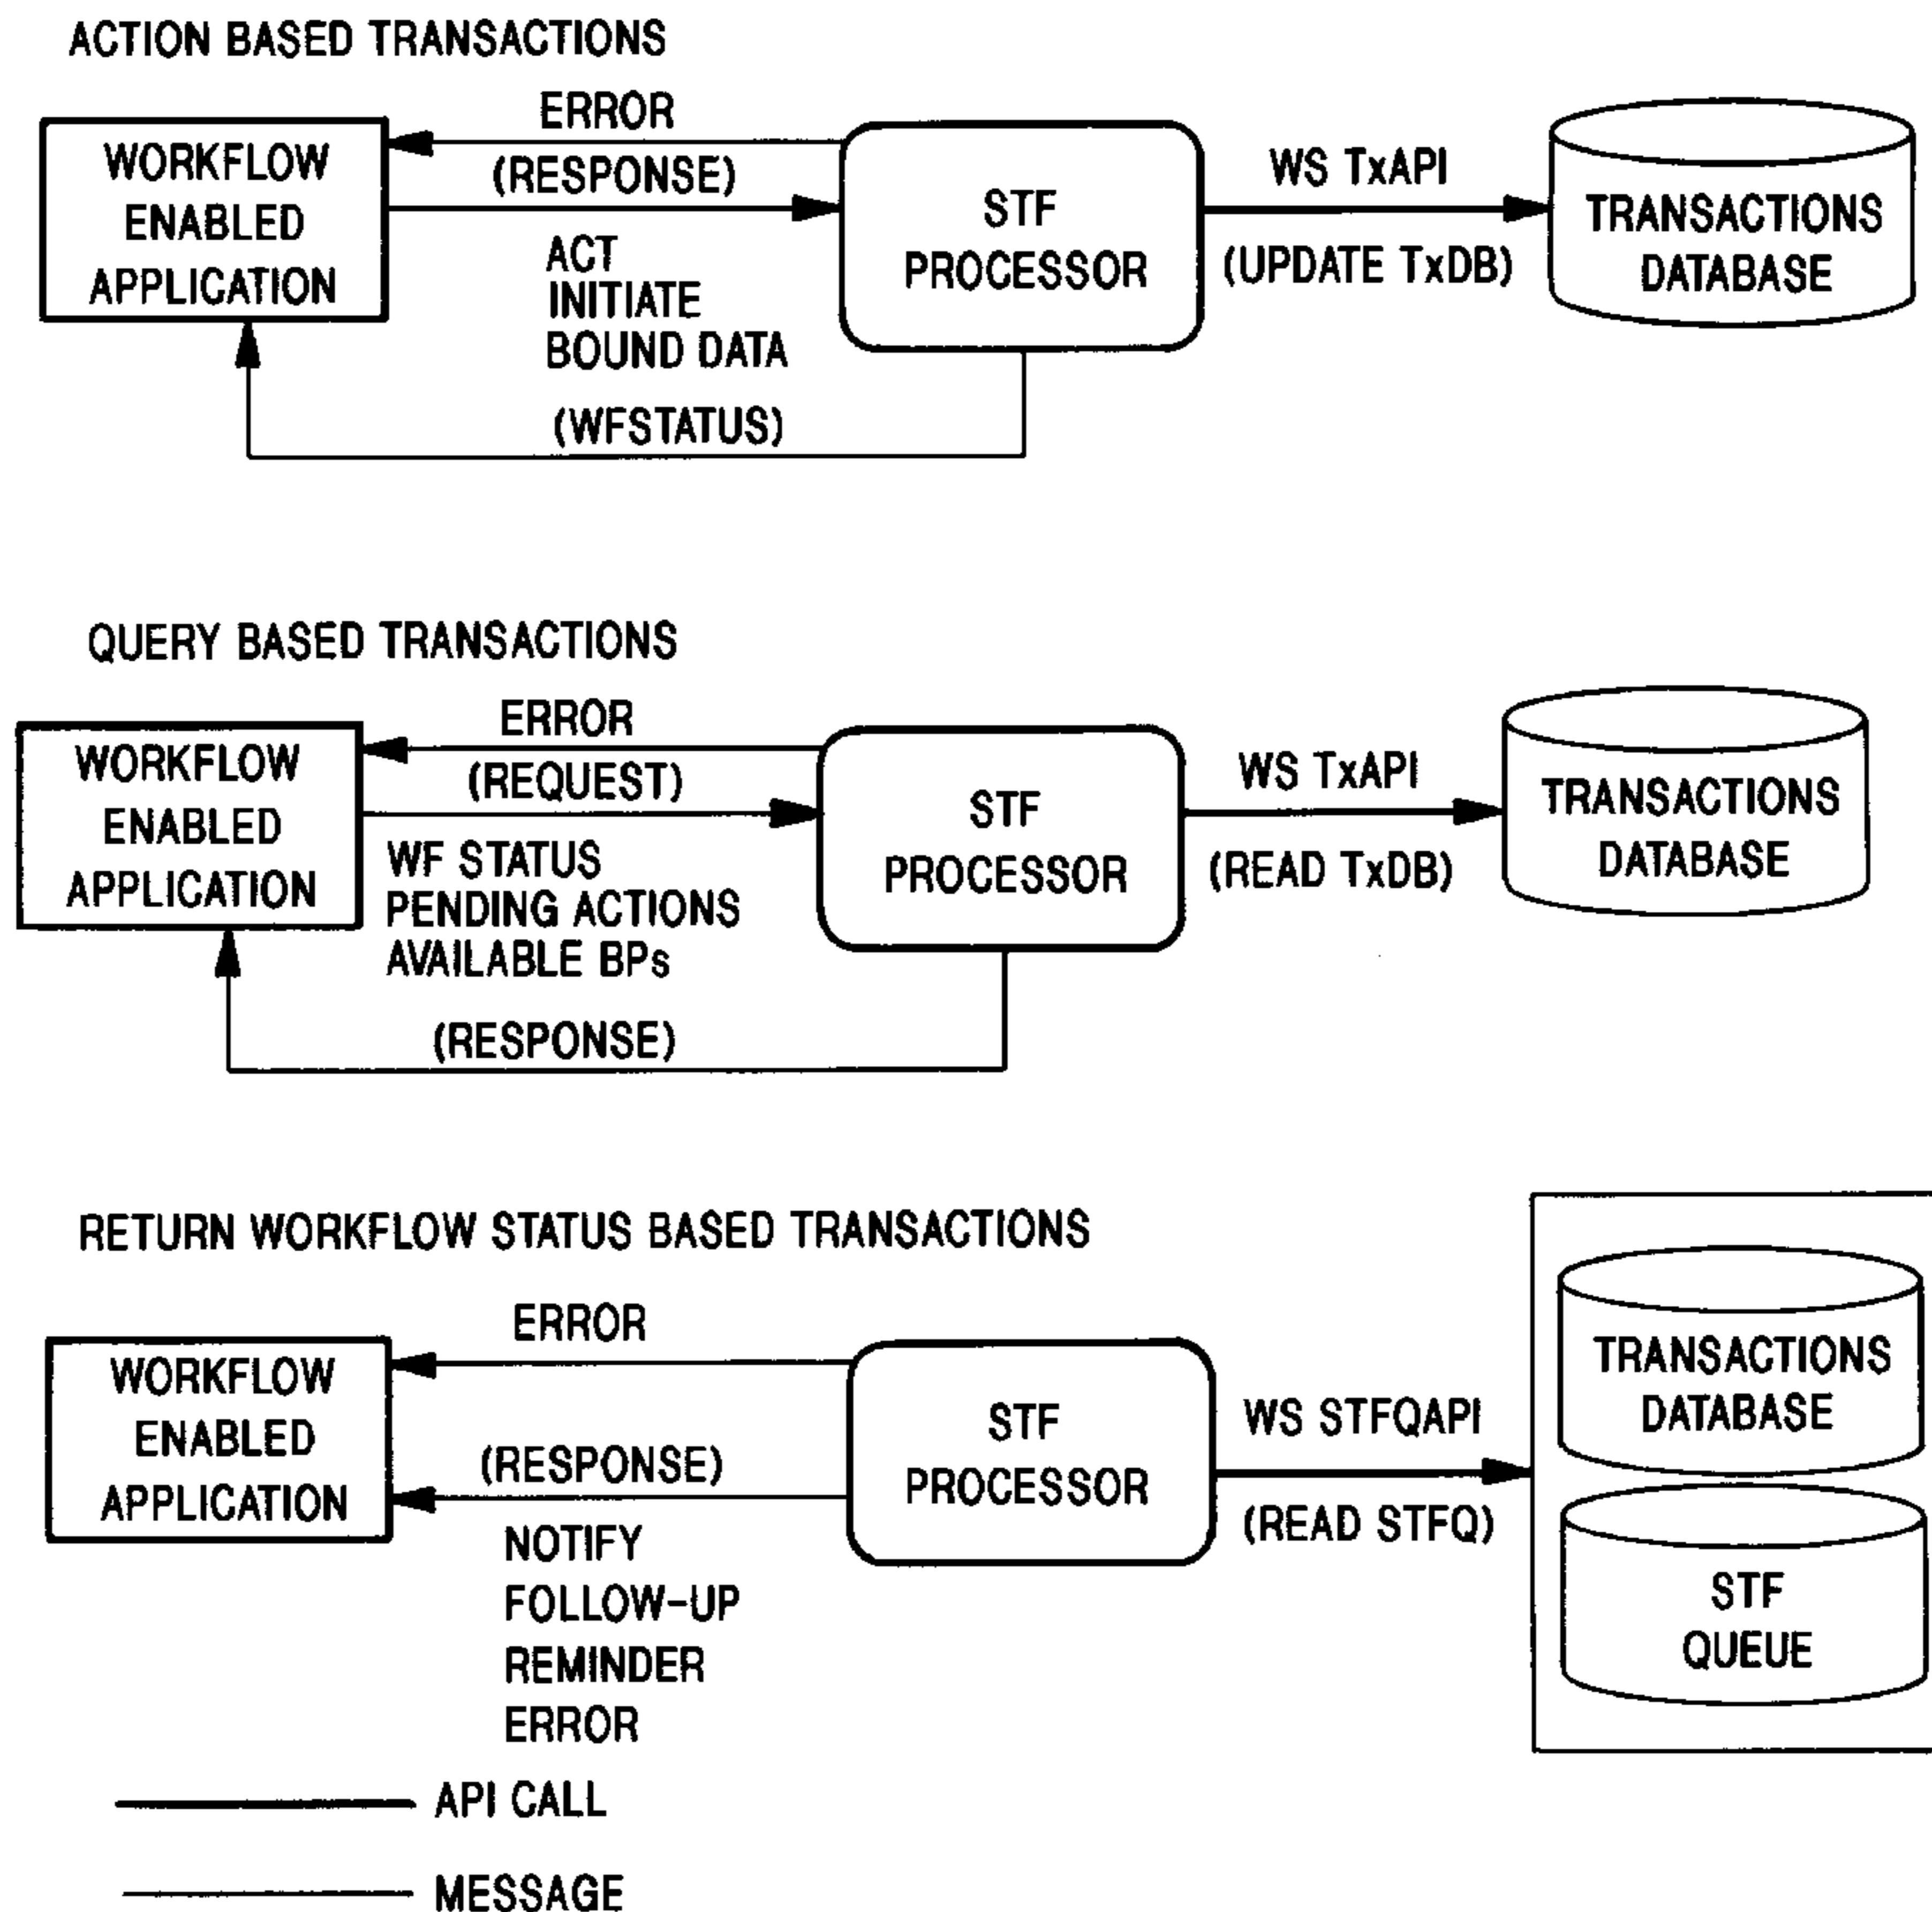 ACTION BASED TRANSACTIONS
WORKFLOW
ENABLED
APPLICATION
ERROR
(RESPONSE)
ACT
INITIATE
BOUND DATA
(WFSTATUS)
STF
PROCESSOR
WS TxAPI
(UPDATE TxDB)
TRANSACTIONS
DATABASE
QUERY BASED TRANSACTIONS
WORKFLOW
ENABLED
APPLICATION
ERROR
(REQUEST)
WF STATUS
PENDING ACTIONS
AVAILABLE BPs
(RESPONSE)
STF
PROCESSOR
WS TxAPI
(READ TxDB)
TRANSACTIONS
DATABASE
RETURN WORKFLOW STATUS BASED TRANSACTIONS
WORKFLOW
ENABLED
APPLICATION
ERROR
(RESPONSE)
NOTIFY
FOLLOW-UP
REMINDER
ERROR
STF
PROCESSOR
WS STFQAPI
(READ STFQ)
TRANSACTIONS
DATABASE
STF
QUEUE
API CALL
MESSAGE